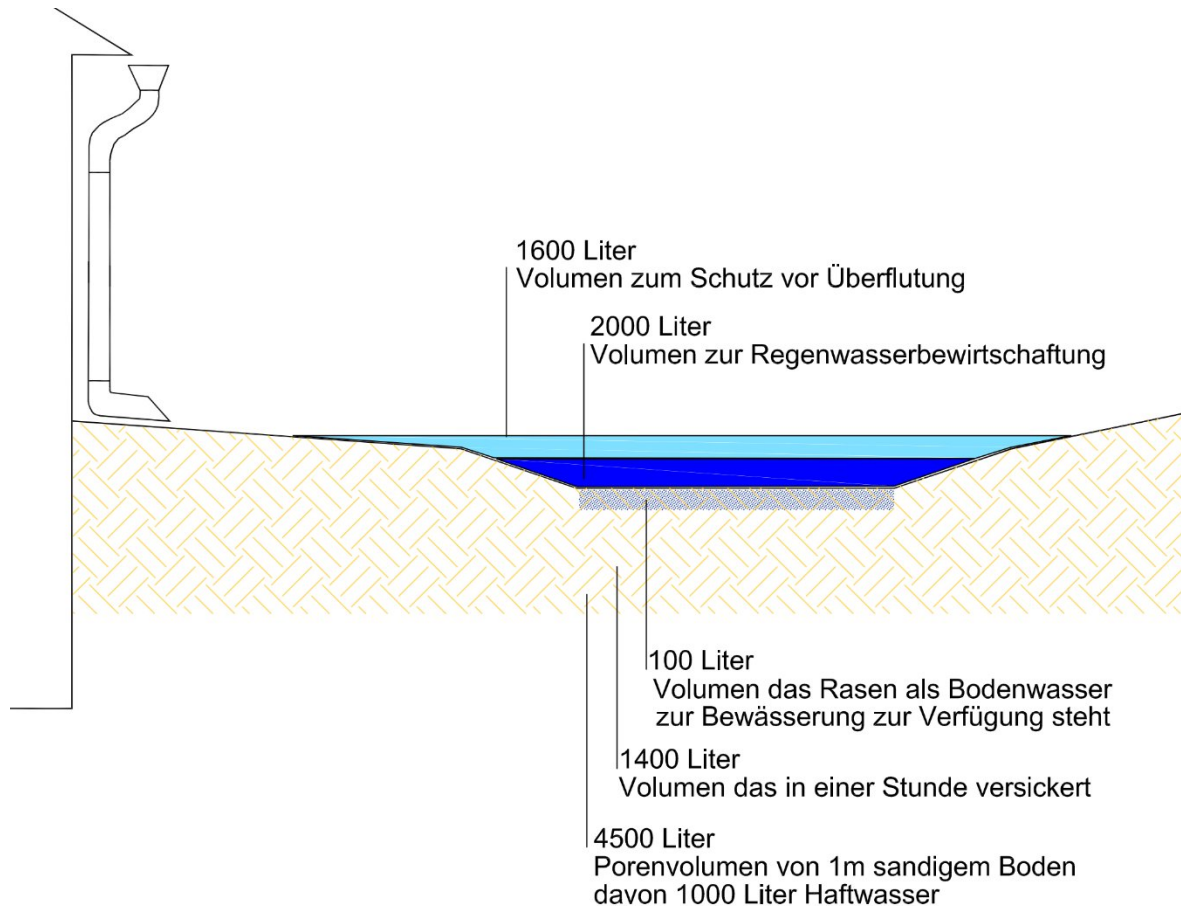 1600 Liter
Volumen zum Schutz vor Überflutung
2000 Liter
Volumen zur Regenwasserbewirtschaftung
100 Liter
Volumen das Rasen als Bodenwasser
zur Bewässerung zur Verfügung steht
1400 Liter
Volumen das in einer Stunde versickert
4500 Liter
Porenvolumen von 1m sandigem Boden
davon 1000 Liter Haftwasser